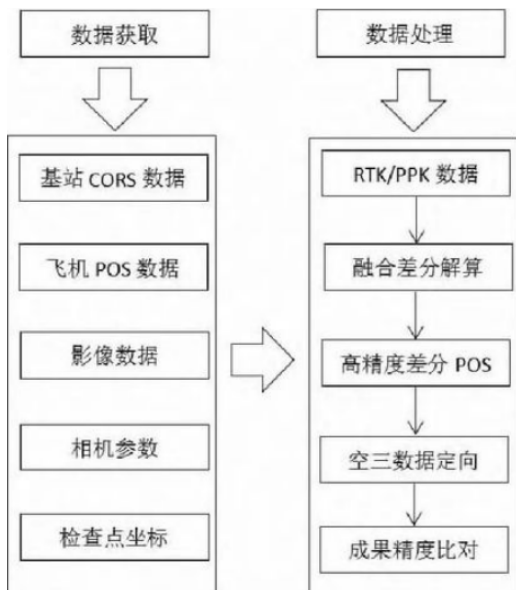 数据获取
数据处理
基站 CORS 数据
飞机 POS 数据
影像数据
相机参数
检查点坐标
RTK/PPK 数据
融合差分解算
高精度差分 POS
空三数据定向
成果精度比对